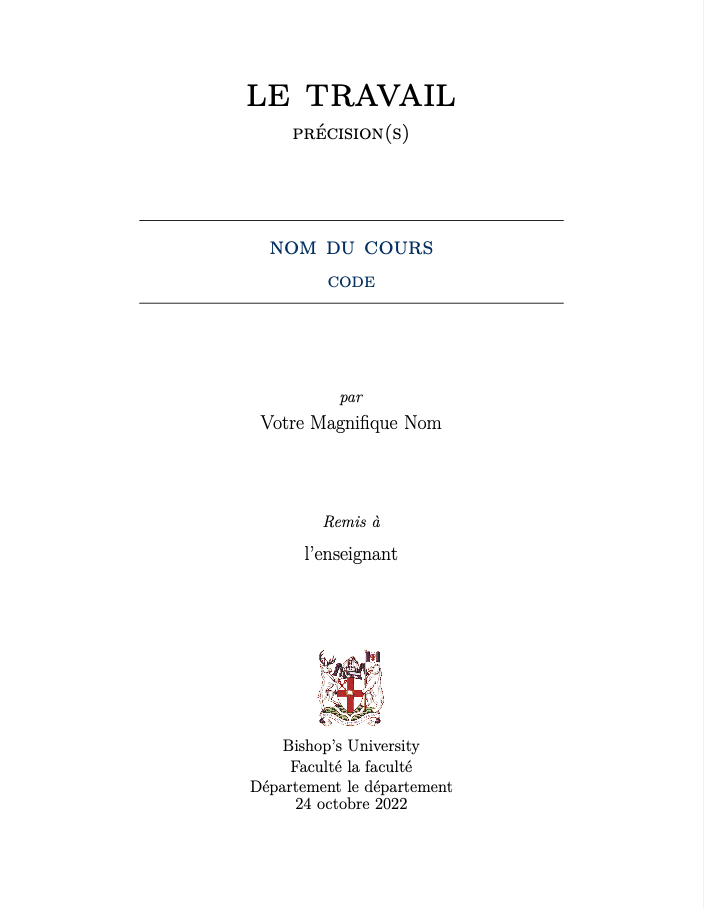 LE TRAVAIL
PRÉCISION(S)
NOM DU COURS
CODE
par
Votre Magnifique Nom
Remis à
l'enseignant
Bishop's University
Faculté la faculté
Département le département
24 octobre 2022